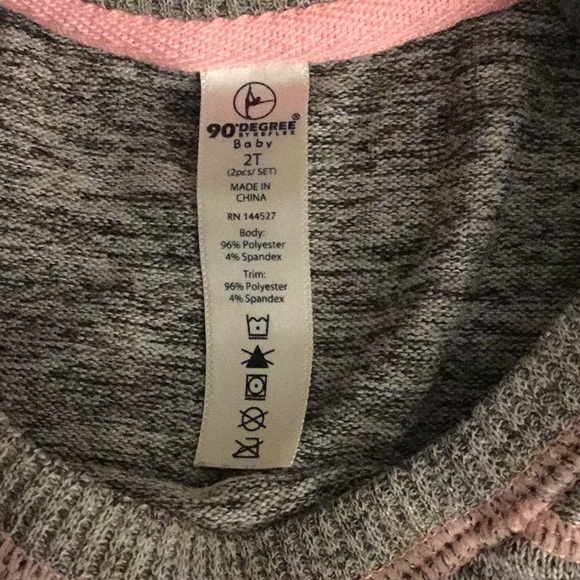 90°DEGREE®
BY REFLEX
Baby
2T
(2pcs/ SET)
MADE IN
CHINA
RN 144527
Body:
96% Polyester
4% Spandex
Trim:
96% Polyester
4% Spandex